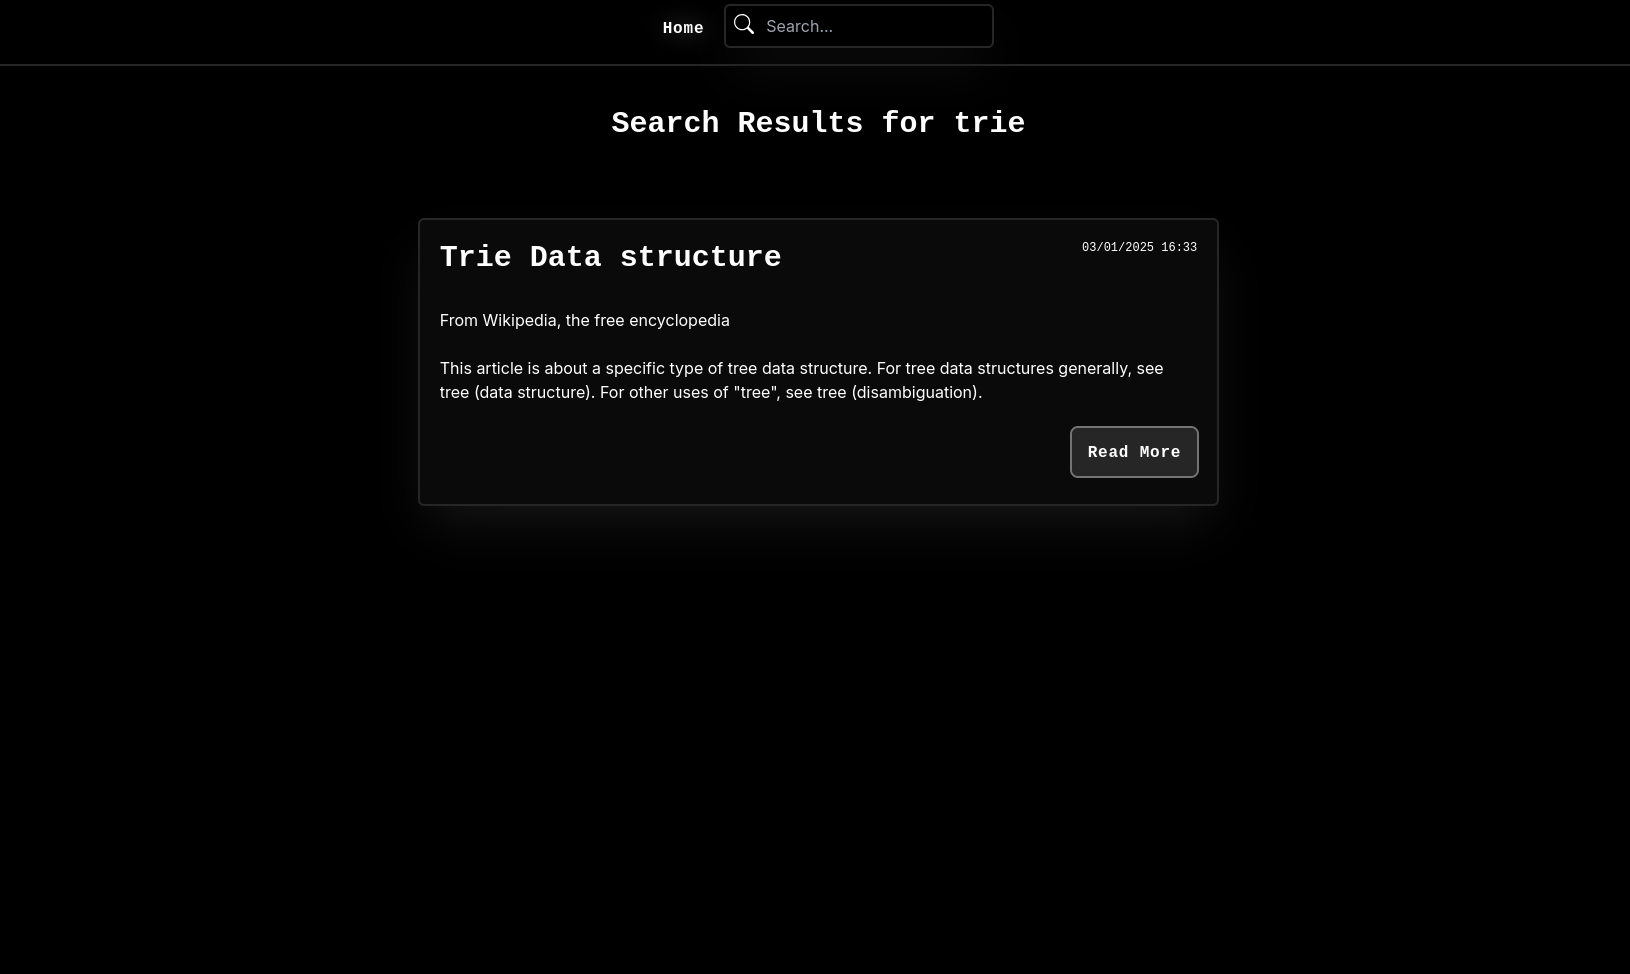 Home
Search...
Search Results for trie
Trie Data structure
03/01/2025 16:33
From Wikipedia, the free encyclopedia
This article is about a specific type of tree data structure. For tree data structures generally, see
tree (data structure). For other uses of "tree", see tree (disambiguation).
Read More